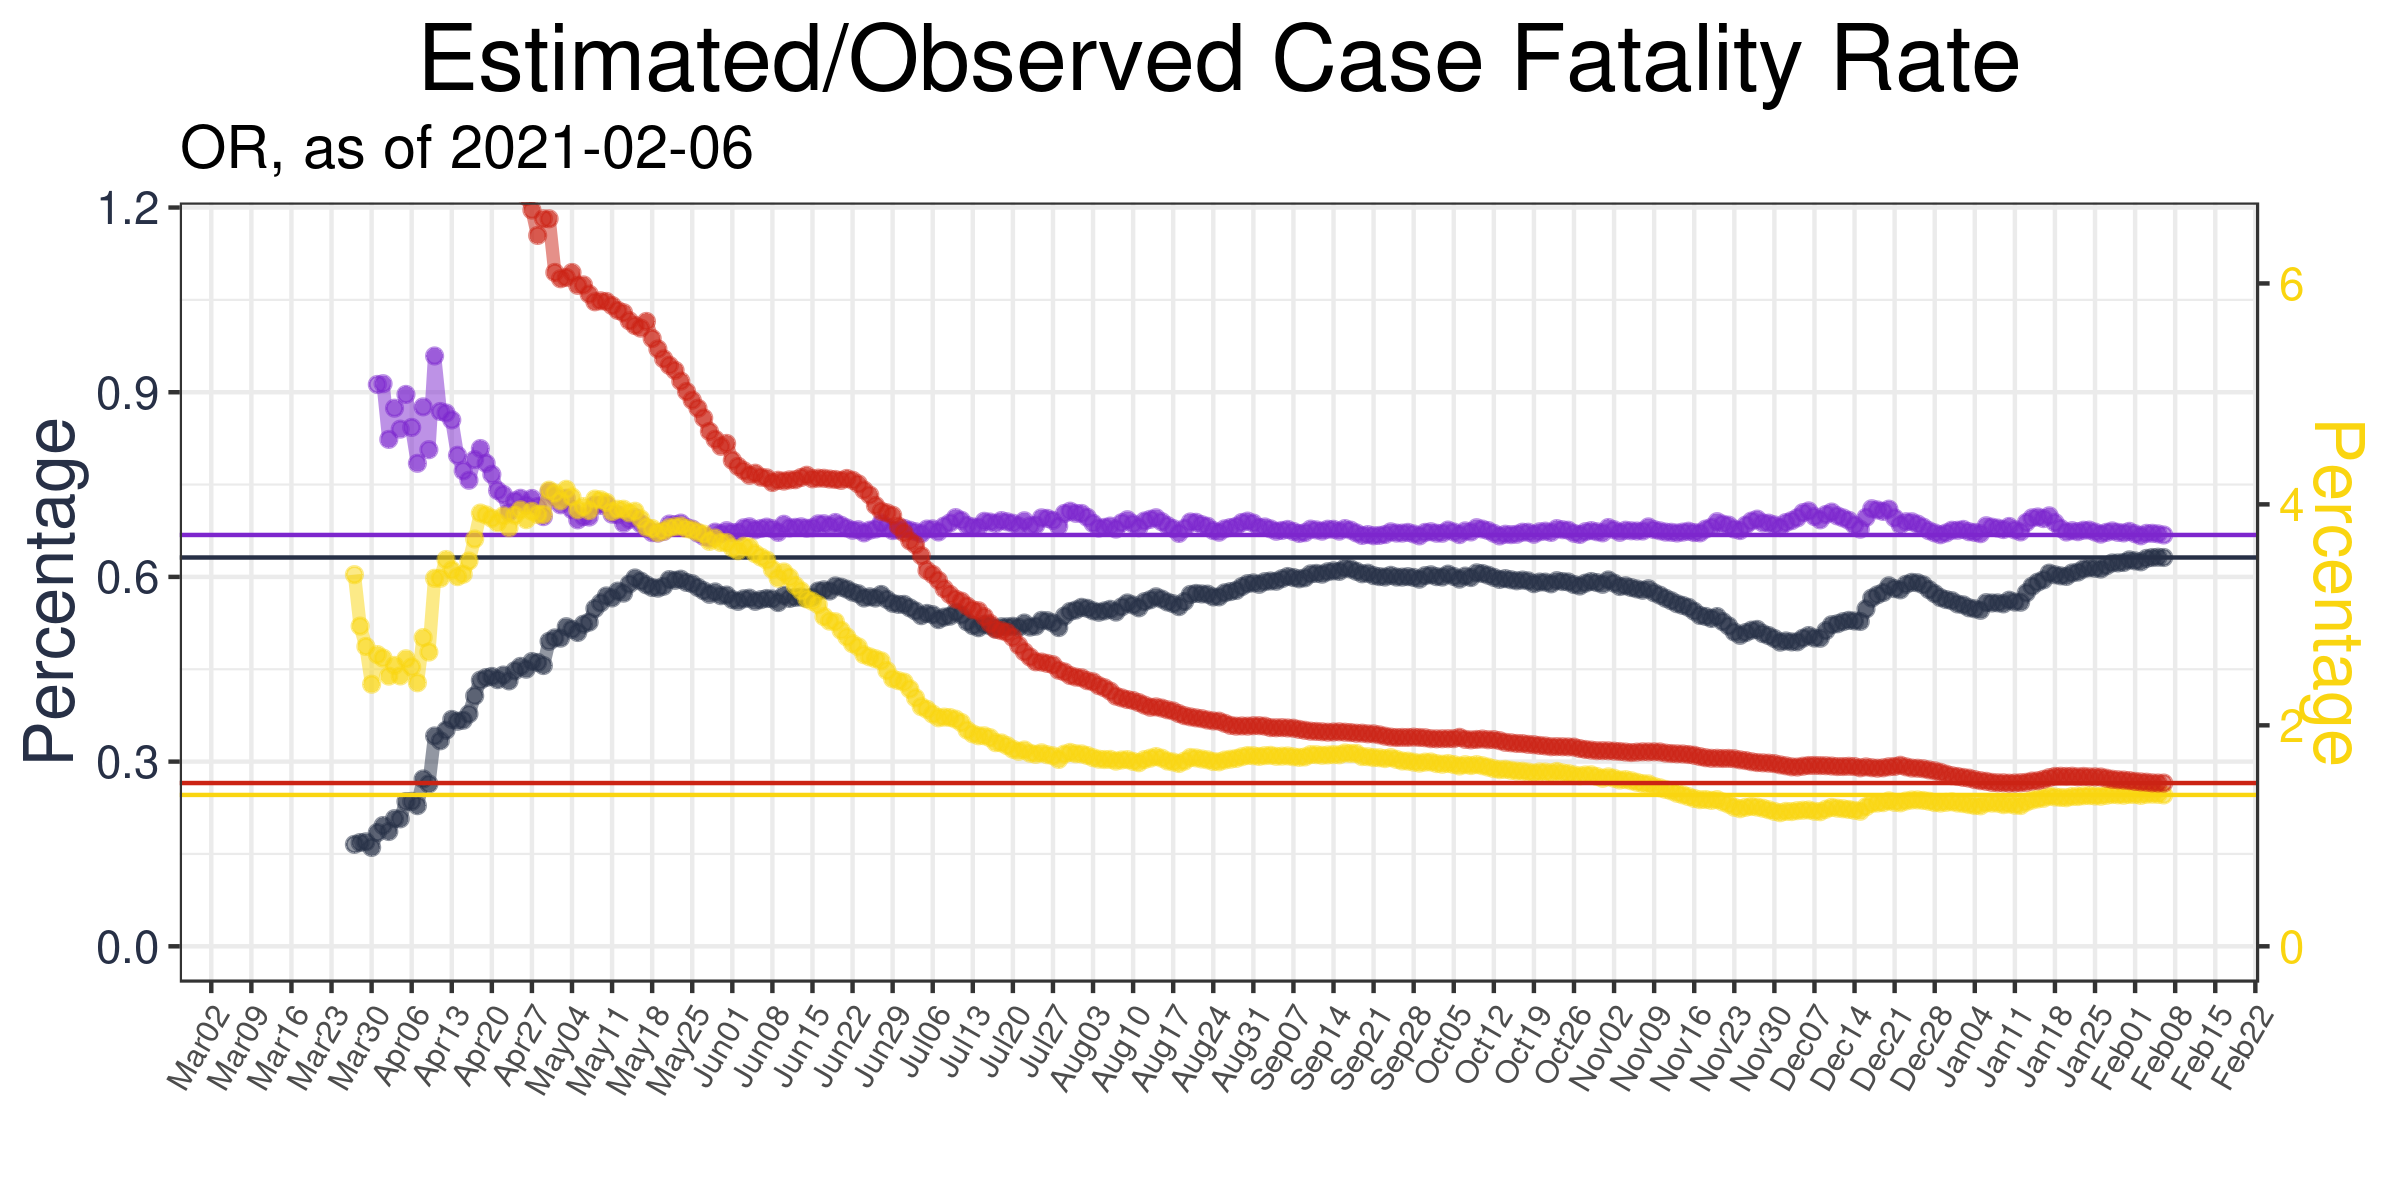 Estimated/Observed Case Fatality Rate
OR, as of 2021-02-06
Percentage
1.2
0.9
0.6
0.3
0.0
6
4
2
0
Percentage
Mar02 Mar09 Mar16 Mar23 Mar30 Apr06 Apr13 Apr20 Apr27 May04 May11 May18 May25 Jun01 Jun08 Jun15 Jun22 Jun29 Jul06 Jul13 Jul20 Jul27 Aug03 Aug10 Aug17 Aug24 Aug31 Sep07 Sep14 Sep21 Sep28 Oct05 Oct12 Oct19 Oct26 Nov02 Nov09 Nov16 Nov23 Nov30 Dec07 Dec14 Dec21 Dec28 Jan04 Jan11 Jan18 Jan25 Feb01 Feb08 Feb15 Feb22